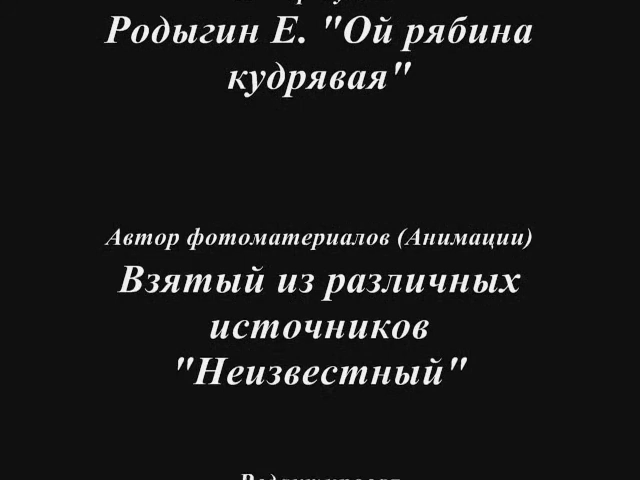 Родыгин Е. "Ой рябина
кудрявая"
Автор фотоматериалов (Анимации)
Взятый из различных
источников
"Неизвестный"